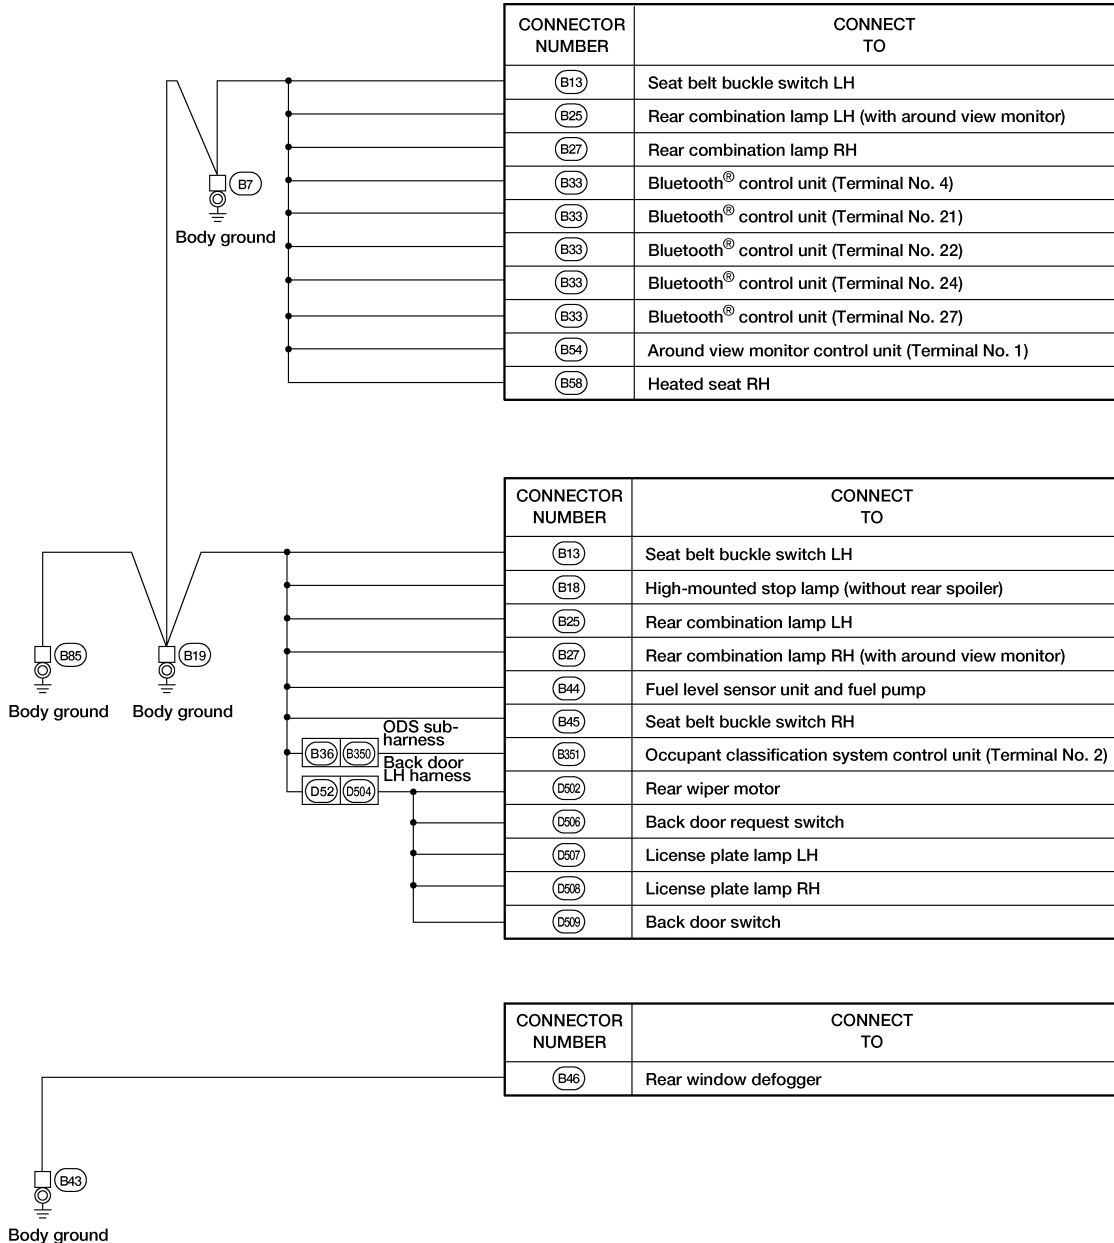 CONNECTOR NUMBER CONNECT TO
B13 Seat belt buckle switch LH
B25 Rear combination lamp LH (with around view monitor)
B27 Rear combination lamp RH
B33 Bluetooth® control unit (Terminal No. 4)
B33 Bluetooth® control unit (Terminal No. 21)
B33 Bluetooth® control unit (Terminal No. 22)
B33 Bluetooth® control unit (Terminal No. 24)
B33 Bluetooth® control unit (Terminal No. 27)
B54 Around view monitor control unit (Terminal No. 1)
B58 Heated seat RH
B7
Body ground
CONNECTOR NUMBER CONNECT TO
B13 Seat belt buckle switch LH
B18 High-mounted stop lamp (without rear spoiler)
B25 Rear combination lamp LH
B27 Rear combination lamp RH (with around view monitor)
B44 Fuel level sensor unit and fuel pump
B45 Seat belt buckle switch RH
B351 Occupant classification system control unit (Terminal No. 2)
D502 Rear wiper motor
D506 Back door request switch
D507 License plate lamp LH
D508 License plate lamp RH
D509 Back door switch
B85
Body ground
B19
Body ground
ODS sub-
harness
B36 B350
Back door
LH harness
D52 D504
CONNECTOR NUMBER CONNECT TO
B46 Rear window defogger
B43
Body ground